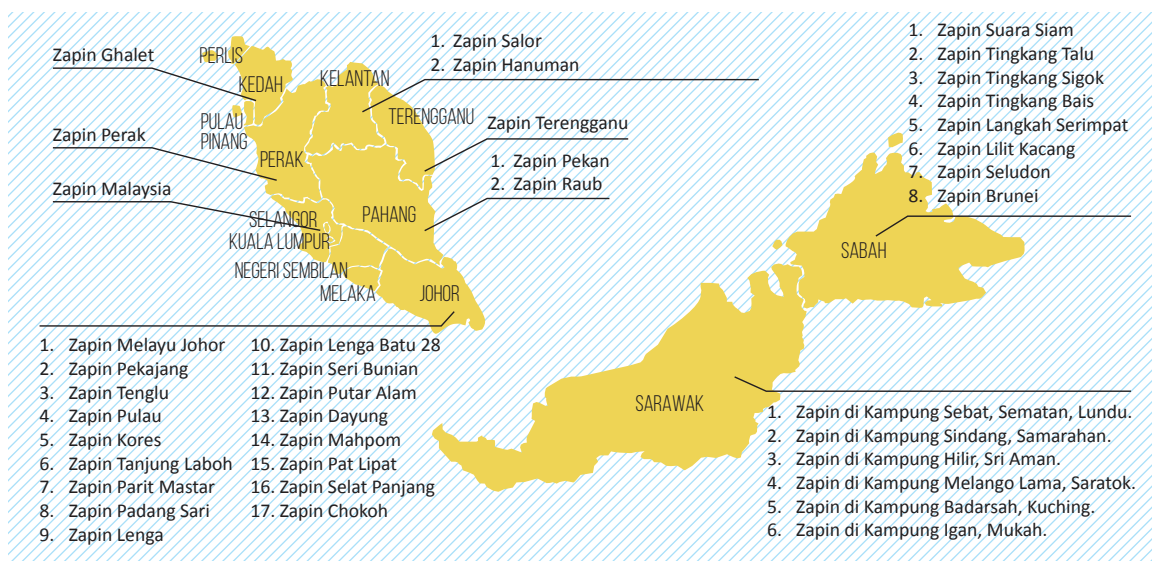 Zapin Ghalet
Zapin Perak
Zapin Malaysia
PERLIS
KEDAH
PULAU
PINANG
PERAK
KELANTAN
TERENGGANU
PAHANG
SELANGOR
KUALA LUMPUR
NEGERI SEMBILAN
MELAKA
JOHOR
1. Zapin Salor
2. Zapin Hanuman
Zapin Terengganu
1. Zapin Pekan
2. Zapin Raub
1. Zapin Suara Siam
2. Zapin Tingkang Talu
3. Zapin Tingkang Sigok
4. Zapin Tingkang Bais
5. Zapin Langkah Serimpat
6. Zapin Lilit Kacang
7. Zapin Seludon
8. Zapin Brunei
SABAH
SARAWAK
1. Zapin Melayu Johor
2. Zapin Pekajang
3. Zapin Tenglu
4. Zapin Pulau
5. Zapin Kores
6. Zapin Tanjung Laboh
7. Zapin Parit Mastar
8. Zapin Padang Sari
9. Zapin Lenga
10. Zapin Lenga Batu 28
11. Zapin Seri Bunian
12. Zapin Putar Alam
13. Zapin Dayung
14. Zapin Mahpom
15. Zapin Pat Lipat
16. Zapin Selat Panjang
17. Zapin Chokoh
1. Zapin di Kampung Sebat, Sematan, Lundu.
2. Zapin di Kampung Sindang, Samarahan.
3. Zapin di Kampung Hilir, Sri Aman.
4. Zapin di Kampung Melango Lama, Saratok.
5. Zapin di Kampung Badarsah, Kuching.
6. Zapin di Kampung Igan, Mukah.